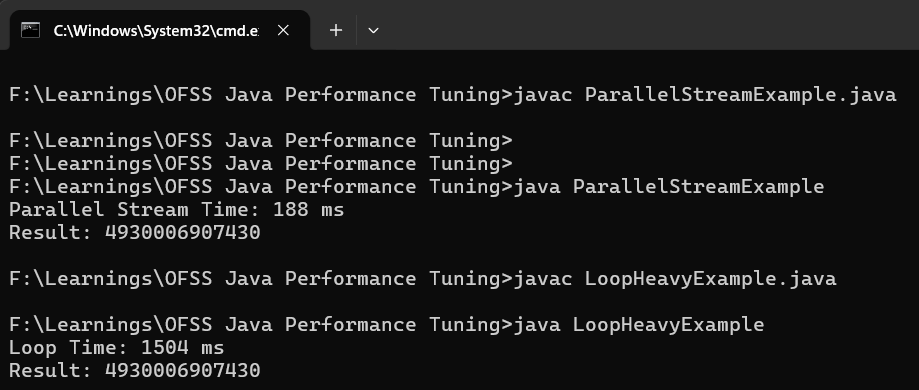 C:\Windows\System32\cmd.e
F:\Learnings\OFSS Java Performance Tuning>javac ParallelStreamExample.java
F:\Learnings\OFSS Java Performance Tuning>
F:\Learnings\OFSS Java Performance Tuning>
F:\Learnings\OFSS Java Performance Tuning>java ParallelStreamExample
Parallel Stream Time: 188 ms
Result: 4930006907430
F:\Learnings\OFSS Java Performance Tuning>javac LoopHeavyExample.java
F:\Learnings\OFSS Java Performance Tuning>java LoopHeavyExample
Loop Time: 1504 ms
Result: 4930006907430